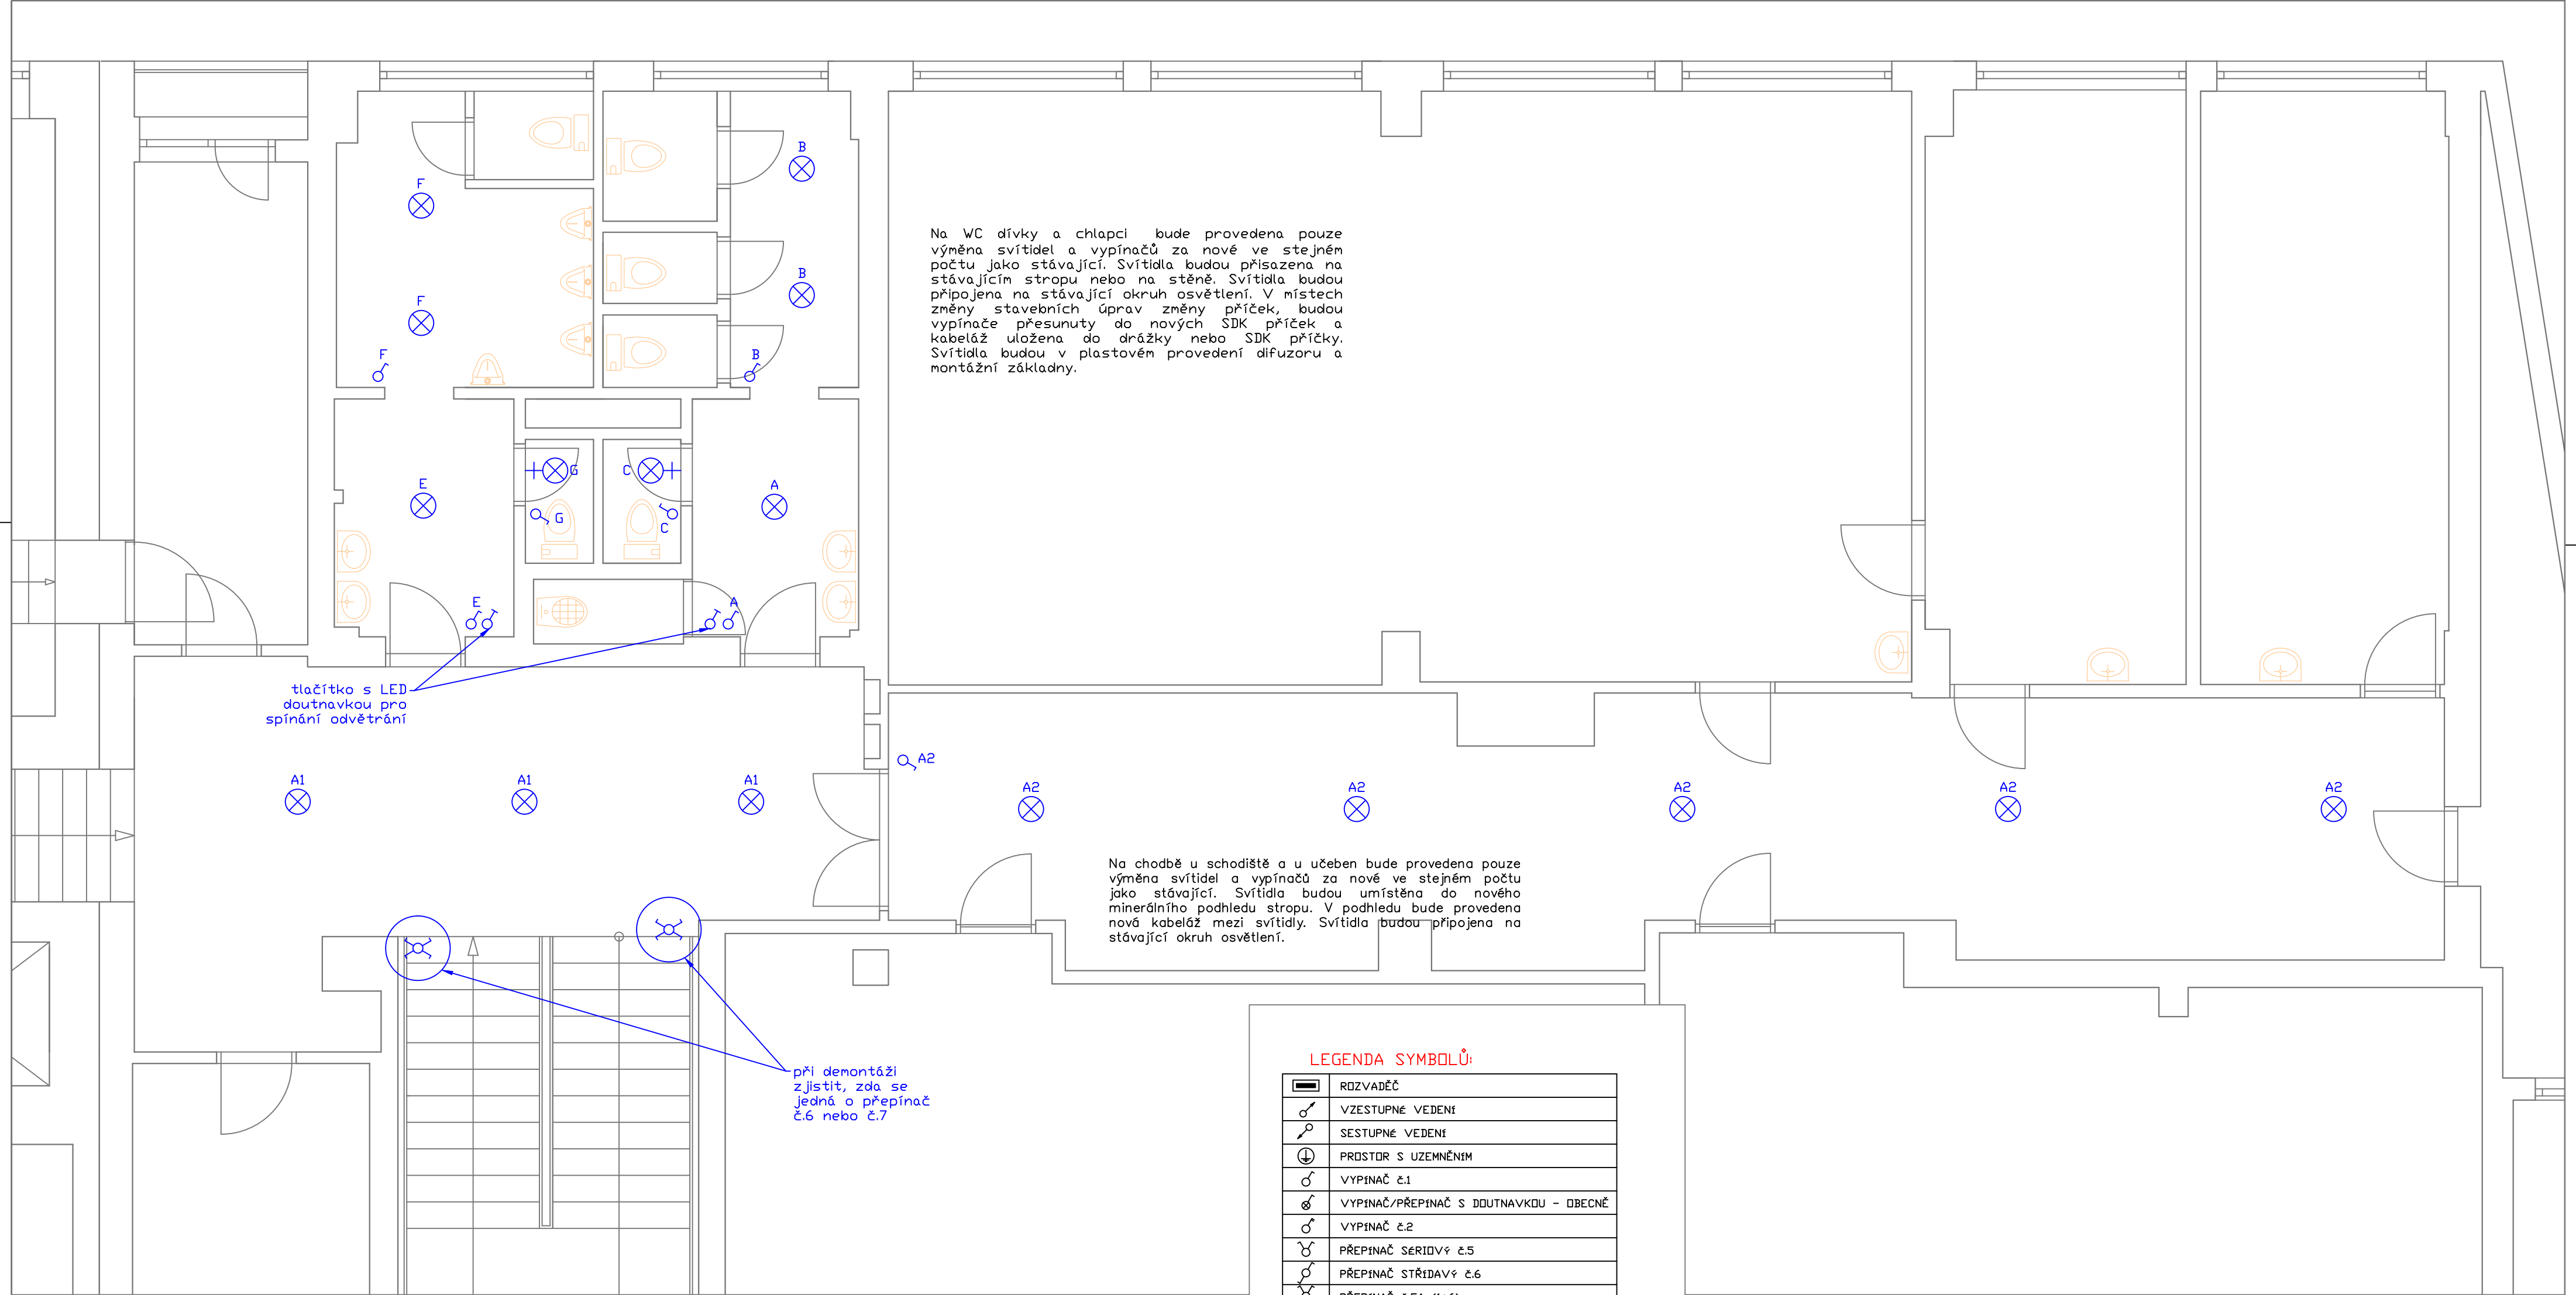 B
F
Na WC dívky a chlapci bude provedena pouze
výměna svítidel a vypínačů za nové ve stejném
počtu jako stávající. Svítidla budou přisazena na
stávajícím stropu nebo na stěně. Svítidla budou
připojena na stávající okruh osvětlení. V místech
změny stavebních úprav změny příček, budou
vypínače přesunuty do nových SDK příček a
kabeláž uložena do drážky nebo SDK příčky.
Svítidla budou v plastovém provedení difuzoru a
montážní základny.
B
F
F
B
G
C
E
A
G
C
E
A
tlačítko s LED
doutnavkou pro
spínání odvětrání
A2
A1
A1
A1
A2
A2
A2
A2
A2
Na chodbě u schodiště a u učeben bude provedena pouze
výměna svítidel a vypínačů za nové ve stejném počtu
jako stávající. Svítidla budou umístěna do nového
minerálního podhledu stropu. V podhledu bude provedena
nová kabeláž mezi svítidly. Svítidla budou připojena na
stávající okruh osvětlení.
při demontáži
zjistit, zda se
jedná o přepínač
č.6 nebo č.7
LEGENDA SYMBOLŮ:
ROZVADĚČ
VZESTUPNÉ VEDENÍ
SESTUPNÉ VEDENÍ
PROSTOR S UZEMNĚNÍM
VYPÍNAČ č.1
VYPÍNAČ/PŘEPÍNAČ S DOUTNAVKOU - OBECNĚ
VYPÍNAČ č.2
PŘEPÍNAČ SÉRIOVÝ č.5
PŘEPÍNAČ STŘÍDAVÝ č.6